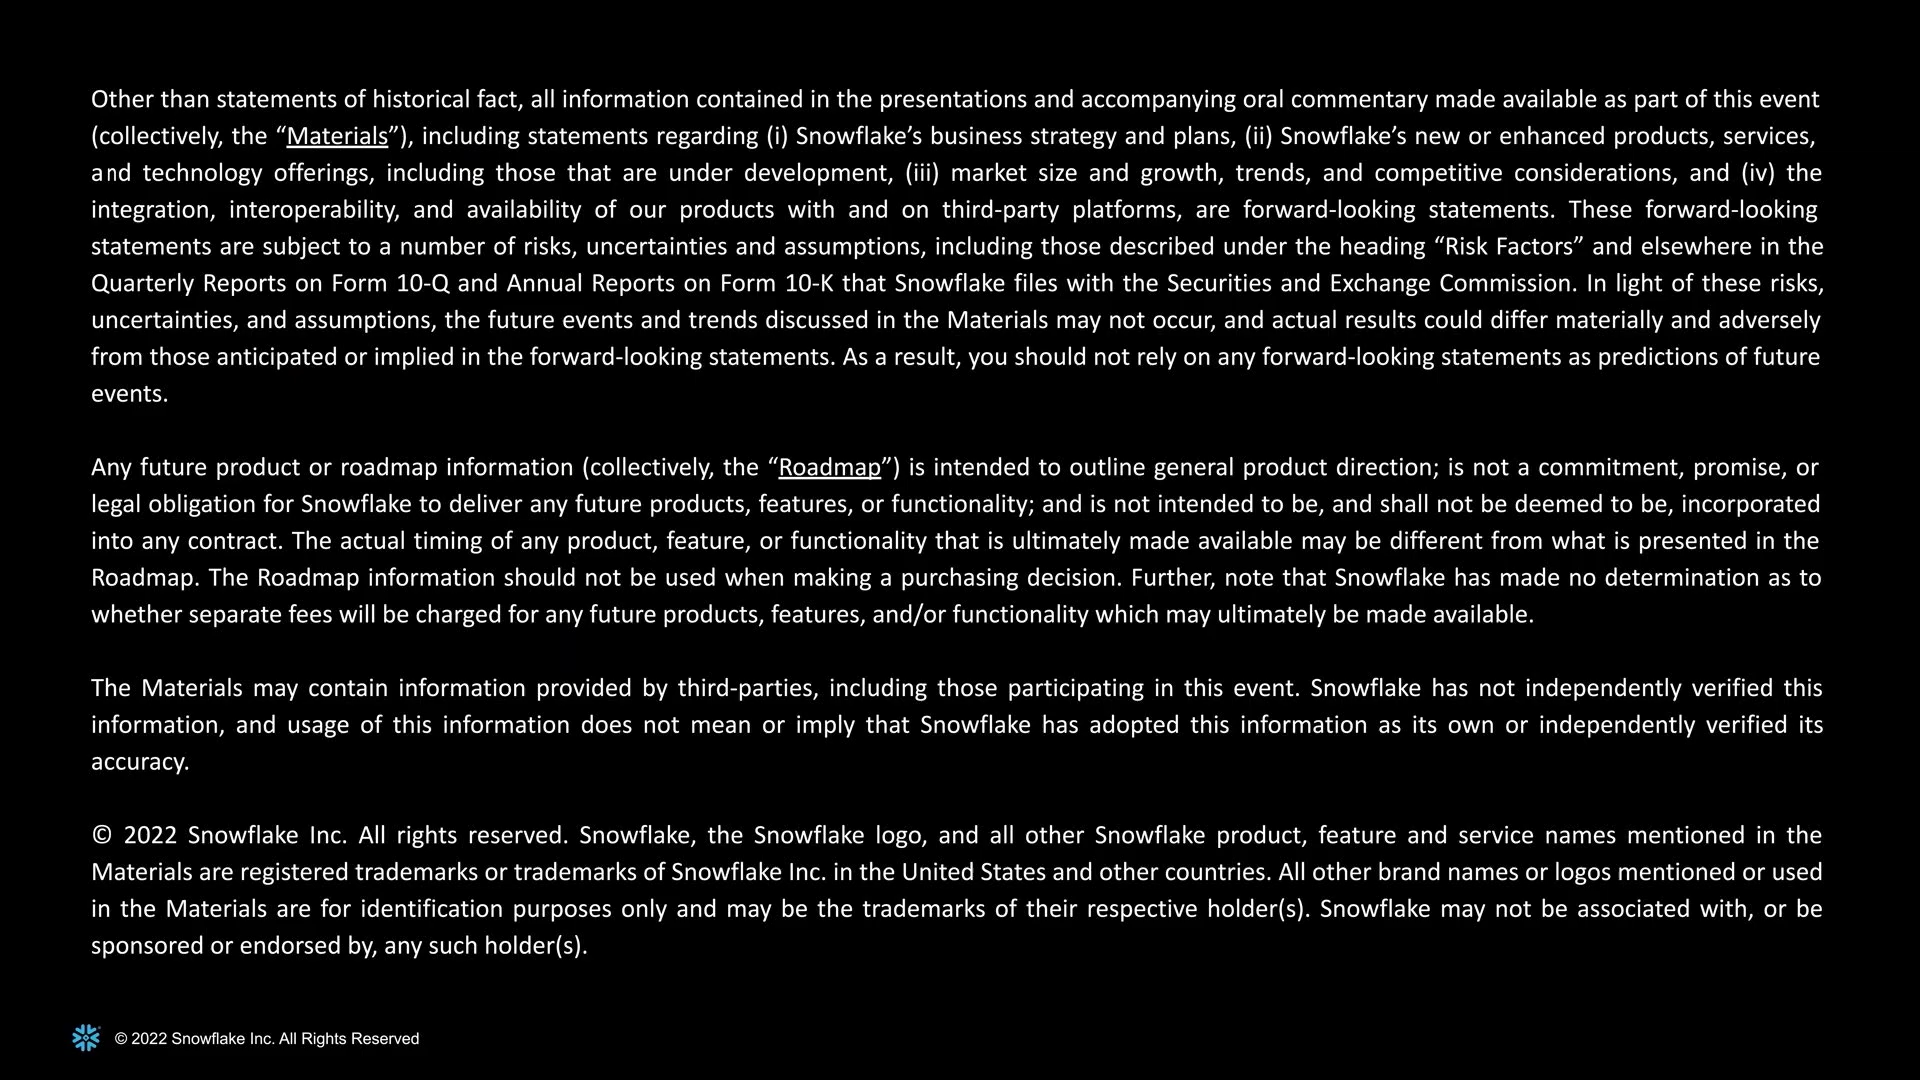 Other than statements of historical fact, all information contained in the presentations and accompanying oral commentary made available as part of this event
(collectively, the “Materials”), including statements regarding (i) Snowflake’s business strategy and plans, (ii) Snowflake’s new or enhanced products, services,
and technology offerings, including those that are under development, (iii) market size and growth, trends, and competitive considerations, and (iv) the
integration, interoperability, and availability of our products with and on third-party platforms, are forward-looking statements. These forward-looking
statements are subject to a number of risks, uncertainties and assumptions, including those described under the heading “Risk Factors” and elsewhere in the
Quarterly Reports on Form 10-Q and Annual Reports on Form 10-K that Snowflake files with the Securities and Exchange Commission. In light of these risks,
uncertainties, and assumptions, the future events and trends discussed in the Materials may not occur, and actual results could differ materially and adversely
from those anticipated or implied in the forward-looking statements. As a result, you should not rely on any forward-looking statements as predictions of future
events.
Any future product or roadmap information (collectively, the “Roadmap”) is intended to outline general product direction; is not a commitment, promise, or
legal obligation for Snowflake to deliver any future products, features, or functionality; and is not intended to be, and shall not be deemed to be, incorporated
into any contract. The actual timing of any product, feature, or functionality that is ultimately made available may be different from what is presented in the
Roadmap. The Roadmap information should not be used when making a purchasing decision. Further, note that Snowflake has made no determination as to
whether separate fees will be charged for any future products, features, and/or functionality which may ultimately be made available.
The Materials may contain information provided by third-parties, including those participating in this event. Snowflake has not independently verified this
information, and usage of this information does not mean or imply that Snowflake has adopted this information as its own or independently verified its
accuracy.
© 2022 Snowflake Inc. All rights reserved. Snowflake, the Snowflake logo, and all other Snowflake product, feature and service names mentioned in the
Materials are registered trademarks or trademarks of Snowflake Inc. in the United States and other countries. All other brand names or logos mentioned or used
in the Materials are for identification purposes only and may be the trademarks of their respective holder(s). Snowflake may not be associated with, or be
sponsored or endorsed by, any such holder(s).
© 2022 Snowflake Inc. All Rights Reserved